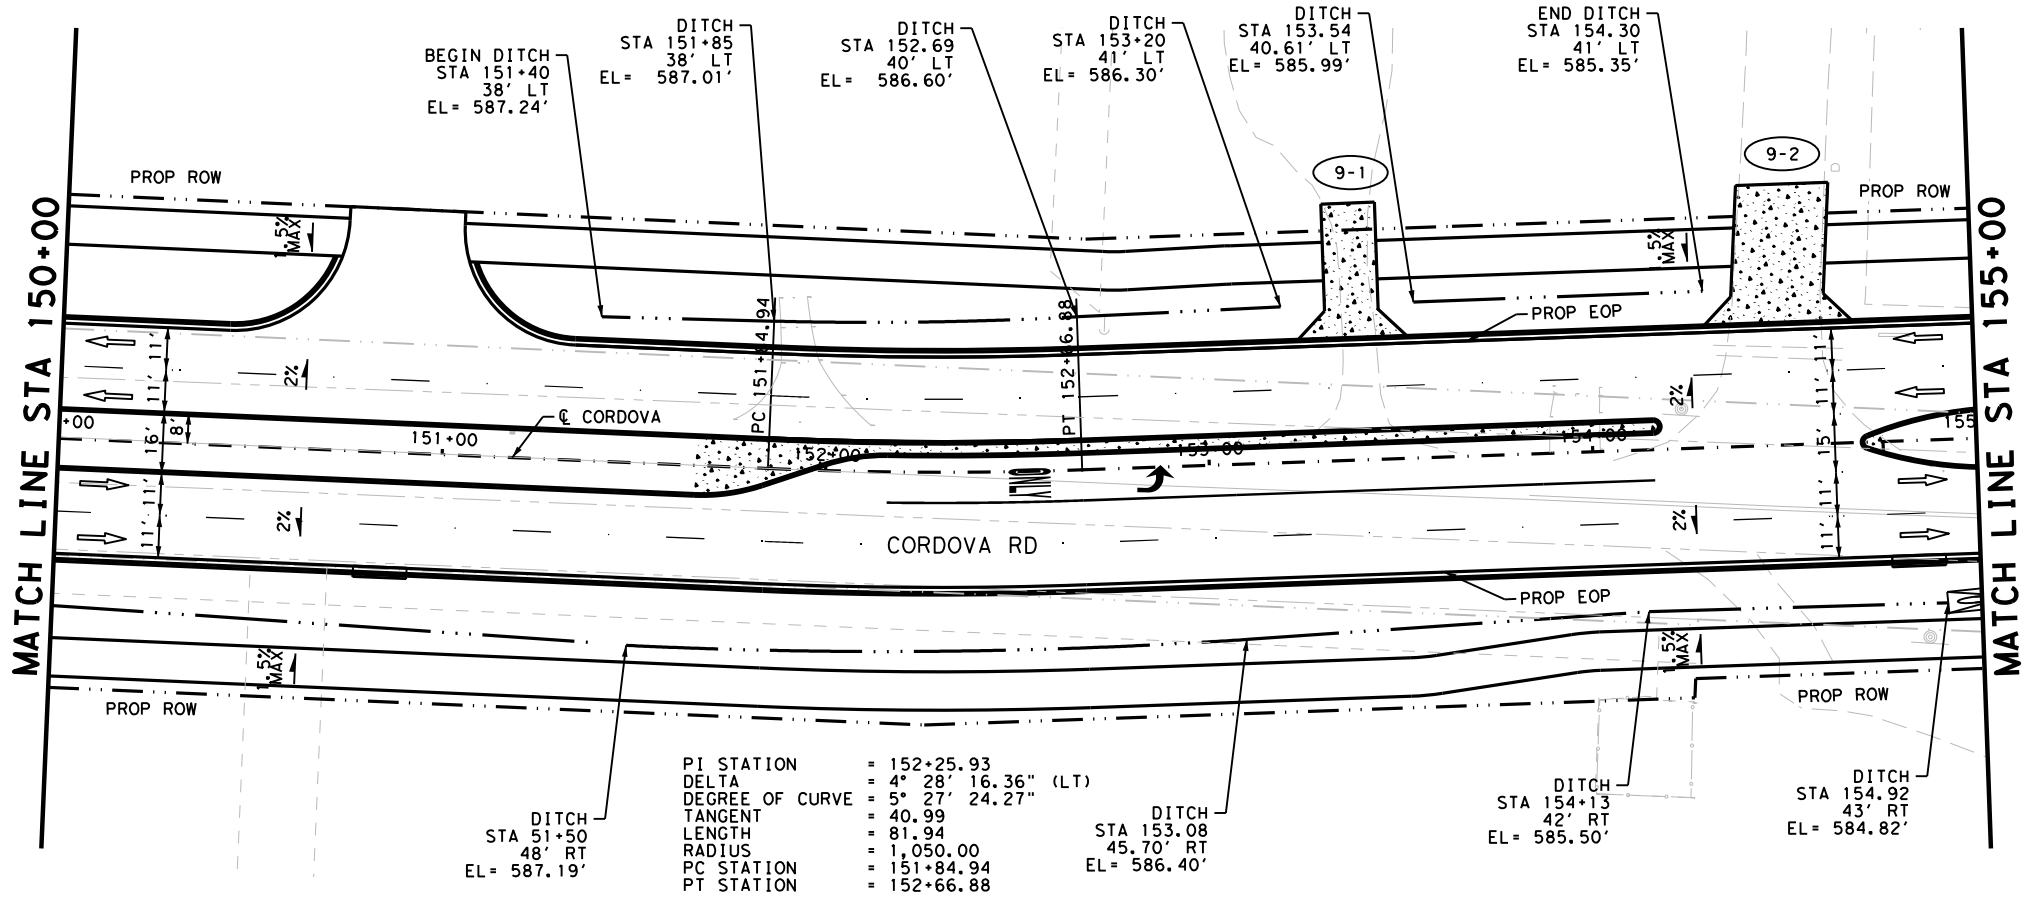 BEGIN DITCH
STA 151+40
38' LT
EL= 587.24'
DITCH
STA 151+85
38' LT
EL= 587.01'
DITCH
STA 152.69
40' LT
EL= 586.60'
DITCH
STA 153+20
41' LT
EL= 586.30'
DITCH
STA 153.54
40.61' LT
EL= 585.99'
END DITCH
STA 154.30
41' LT
EL= 585.35'
9-1
9-2
PROP ROW
PROP ROW
MATCH LINE STA 150+00
MATCH LINE STA 155+00
1.5%
MAX
1.5%
MAX
PROP EOP
PC 151+84.94
PT 152+66.88
11'
11'
16'
8'
11'
11'
2%
2%
2%
2%
11'
11'
15'
11'
11'
+00
151+00
℄ CORDOVA
152+00
153+00
154+00
155
ONLY
CORDOVA RD
PROP EOP
1.5%
MAX
1.5%
MAX
PROP ROW
PROP ROW
DITCH
STA 51+50
48' RT
EL= 587.19'
PI STATION = 152+25.93
DELTA = 4° 28' 16.36" (LT)
DEGREE OF CURVE = 5° 27' 24.27"
TANGENT = 40.99
LENGTH = 81.94
RADIUS = 1,050.00
PC STATION = 151+84.94
PT STATION = 152+66.88
DITCH
STA 153.08
45.70' RT
EL= 586.40'
DITCH
STA 154+13
42' RT
EL= 585.50'
DITCH
STA 154.92
43' RT
EL= 584.82'